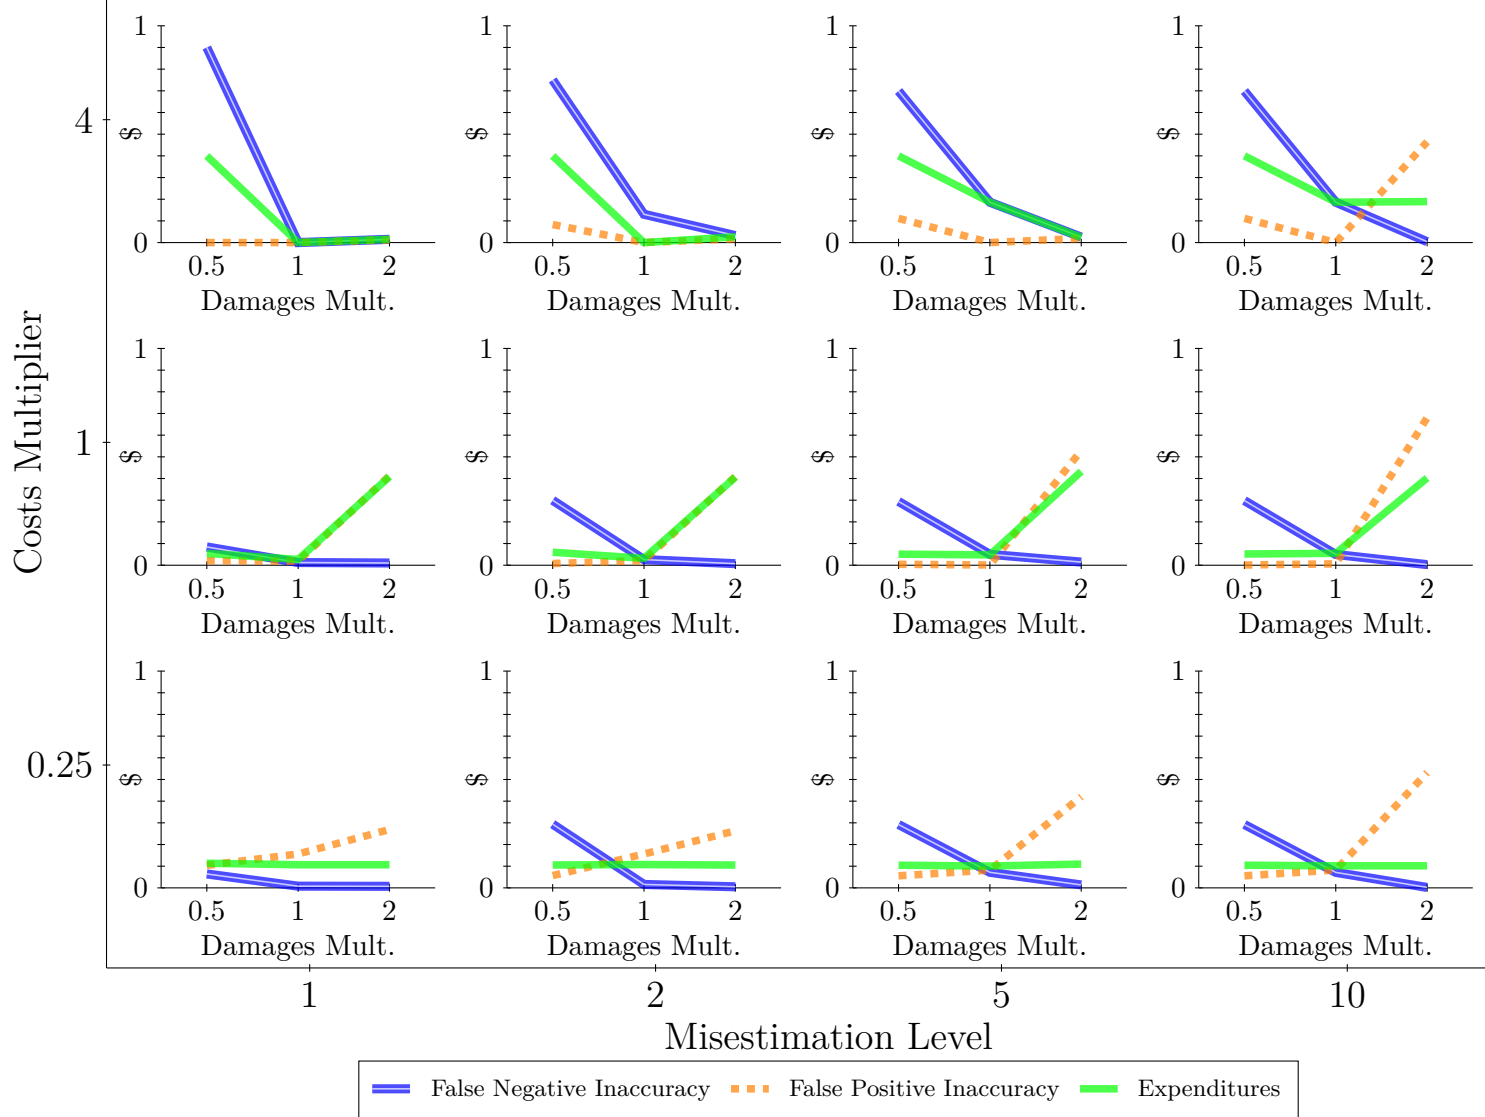 Costs Multiplier
4
1
$
0
0.5 1 2
Damages Mult.
1
$
0
0.5 1 2
Damages Mult.
1
$
0
0.5 1 2
Damages Mult.
1
$
0
0.5 1 2
Damages Mult.
1
1
$
0
0.5 1 2
Damages Mult.
1
$
0
0.5 1 2
Damages Mult.
1
$
0
0.5 1 2
Damages Mult.
1
$
0
0.5 1 2
Damages Mult.
0.25
1
$
0
0.5 1 2
Damages Mult.
1
$
0
0.5 1 2
Damages Mult.
1
$
0
0.5 1 2
Damages Mult.
1
$
0
0.5 1 2
Damages Mult.
1 2 5 10
Misestimation Level
False Negative Inaccuracy False Positive Inaccuracy Expenditures